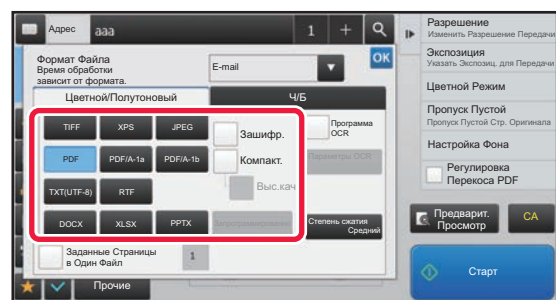 Адрес
aaa
1
Разрешение
Изменить Разрешение Передачи
Экспозиция
Указать Экспозиц. для Передачи
Цветной Режим
Пропуск Пустой
Пропуск Пустой Стр. Оригинала
Настройка Фона
Регулировка
Перекоса PDF
Предварит.
Просмотр
CA
Старт
Формат Файла
Время обработки
зависит от формата.
E-mail
OK
Цветной/Полутоновый
Ч/Б
TIFF
XPS
JPEG
Зашифр.
Программа
OCR
PDF
PDF/A-1a
PDF/A-1b
Компакт.
Параметры OCR
Выс.кач
TXT(UTF-8)
RTF
DOCX
XLSX
PPTX
Степень сжатия
Средний
Заданные Страницы
в Один Файл
1
Прочие